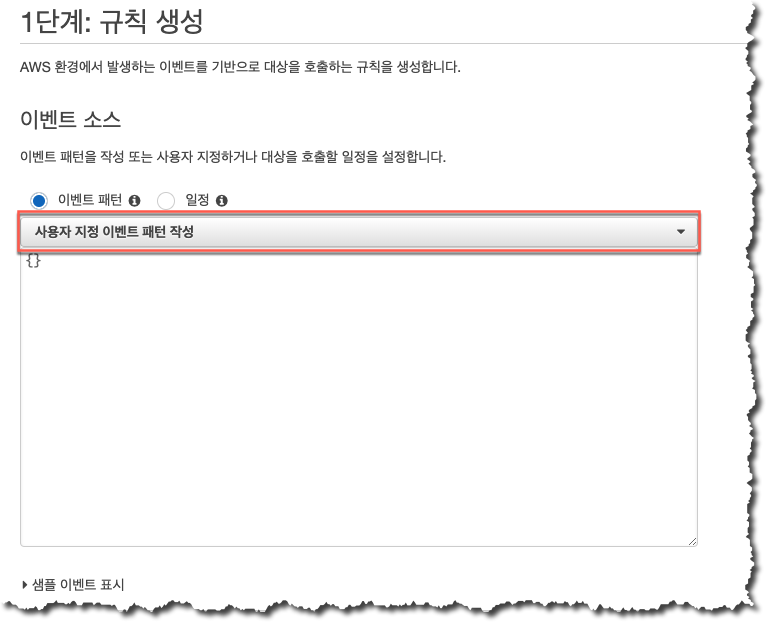 1단계: 규칙 생성
AWS 환경에서 발생하는 이벤트를 기반으로 대상을 호출하는 규칙을 생성합니다.
이벤트 소스
이벤트 패턴을 작성 또는 사용자 지정하거나 대상을 호출할 일정을 설정합니다.
이벤트 패턴 일정
사용자 지정 이벤트 패턴 작성
{}
샘플 이벤트 표시